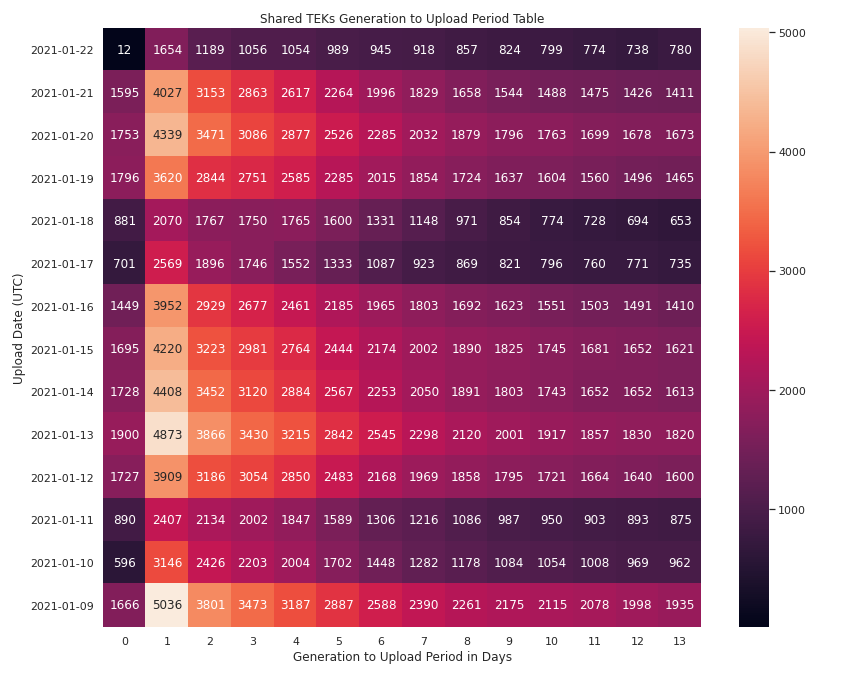 Shared TEKs Generation to Upload Period Table
2021-01-22 12 1654 1189 1056 1054 989 945 918 857 824 799 774 738 780
2021-01-21 1595 4027 3153 2863 2617 2264 1996 1829 1658 1544 1488 1475 1426 1411
2021-01-20 1753 4339 3471 3086 2877 2526 2285 2032 1879 1796 1763 1699 1678 1673
2021-01-19 1796 3620 2844 2751 2585 2285 2015 1854 1724 1637 1604 1560 1496 1465
2021-01-18 881 2070 1767 1750 1765 1600 1331 1148 971 854 774 728 694 653
2021-01-17 701 2569 1896 1746 1552 1333 1087 923 869 821 796 760 771 735
2021-01-16 1449 3952 2929 2677 2461 2185 1965 1803 1692 1623 1551 1503 1491 1410
2021-01-15 1695 4220 3223 2981 2764 2444 2174 2002 1890 1825 1745 1681 1652 1621
2021-01-14 1728 4408 3452 3120 2884 2567 2253 2050 1891 1803 1743 1652 1652 1613
2021-01-13 1900 4873 3866 3430 3215 2842 2545 2298 2120 2001 1917 1857 1830 1820
2021-01-12 1727 3909 3186 3054 2850 2483 2168 1969 1858 1795 1721 1664 1640 1600
2021-01-11 890 2407 2134 2002 1847 1589 1306 1216 1086 987 950 903 893 875
2021-01-10 596 3146 2426 2203 2004 1702 1448 1282 1178 1084 1054 1008 969 962
2021-01-09 1666 5036 3801 3473 3187 2887 2588 2390 2261 2175 2115 2078 1998 1935
0 1 2 3 4 5 6 7 8 9 10 11 12 13
Generation to Upload Period in Days
Upload Date (UTC)
5000
4000
3000
2000
1000